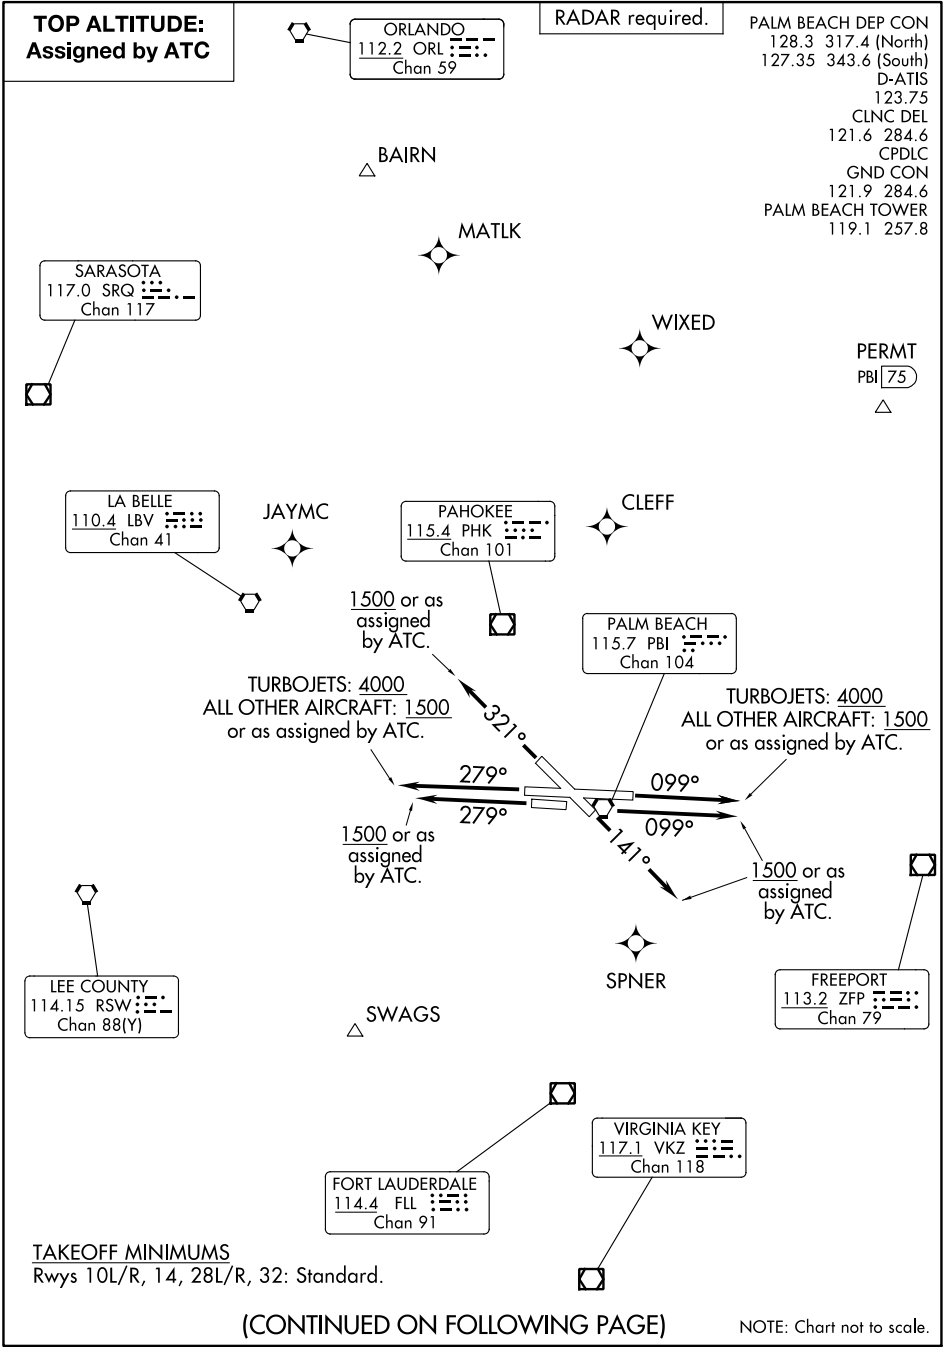 TOP ALTITUDE:
Assigned by ATC
ORLANDO
112.2 ORL
Chan 59
RADAR required.
PALM BEACH DEP CON
128.3 317.4 (North)
127.35 343.6 (South)
D-ATIS
123.75
CLNC DEL
121.6 284.6
CPDLC
GND CON
121.9 284.6
PALM BEACH TOWER
119.1 257.8
BAIRN
MATLK
SARASOTA
117.0 SRQ
Chan 117
WIXED
PERMT
PBI 75
LA BELLE
110.4 LBV
Chan 41
JAYMC
PAHOKEE
115.4 PHK
Chan 101
CLEFF
1500 or as
assigned
by ATC.
PALM BEACH
115.7 PBI
Chan 104
TURBOJETS: 4000
ALL OTHER AIRCRAFT: 1500
or as assigned by ATC.
TURBOJETS: 4000
ALL OTHER AIRCRAFT: 1500
or as assigned by ATC.
321°
279°
099°
279°
099°
141°
1500 or as
assigned
by ATC.
1500 or as
assigned
by ATC.
LEE COUNTY
114.15 RSW
Chan 88(Y)
SPNER
FREEPORT
113.2 ZFP
Chan 79
SWAGS
VIRGINIA KEY
117.1 VKZ
Chan 118
FORT LAUDERDALE
114.4 FLL
Chan 91
TAKEOFF MINIMUMS
Rwys 10L/R, 14, 28L/R, 32: Standard.
(CONTINUED ON FOLLOWING PAGE)
NOTE: Chart not to scale.